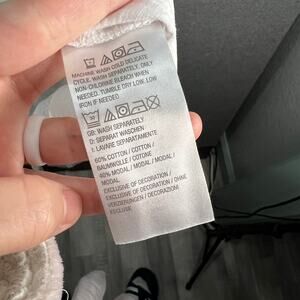 MACHINE WASH COLD DELICATE
CYCLE. WASH SEPARATELY. ONLY
NON-CHLORINE BLEACH WHEN
NEEDED. TUMBLE DRY LOW. LOW
IRON IF NEEDED
30
GB: WASH SEPARATELY
D: SEPARAT WASCHEN
I: LAVARE SEPARATAMENTE
60% COTTON / COTTON /
BAUMWOLLE / COTONE
40% MODAL / MODAL / MODAL /
MODAL
EXCLUSIVE OF DECORATION /
EXCLUSIVE OF DECORATION / OHNE
VERZIERUNGEN / DECORAZIONI
ESCLUSE